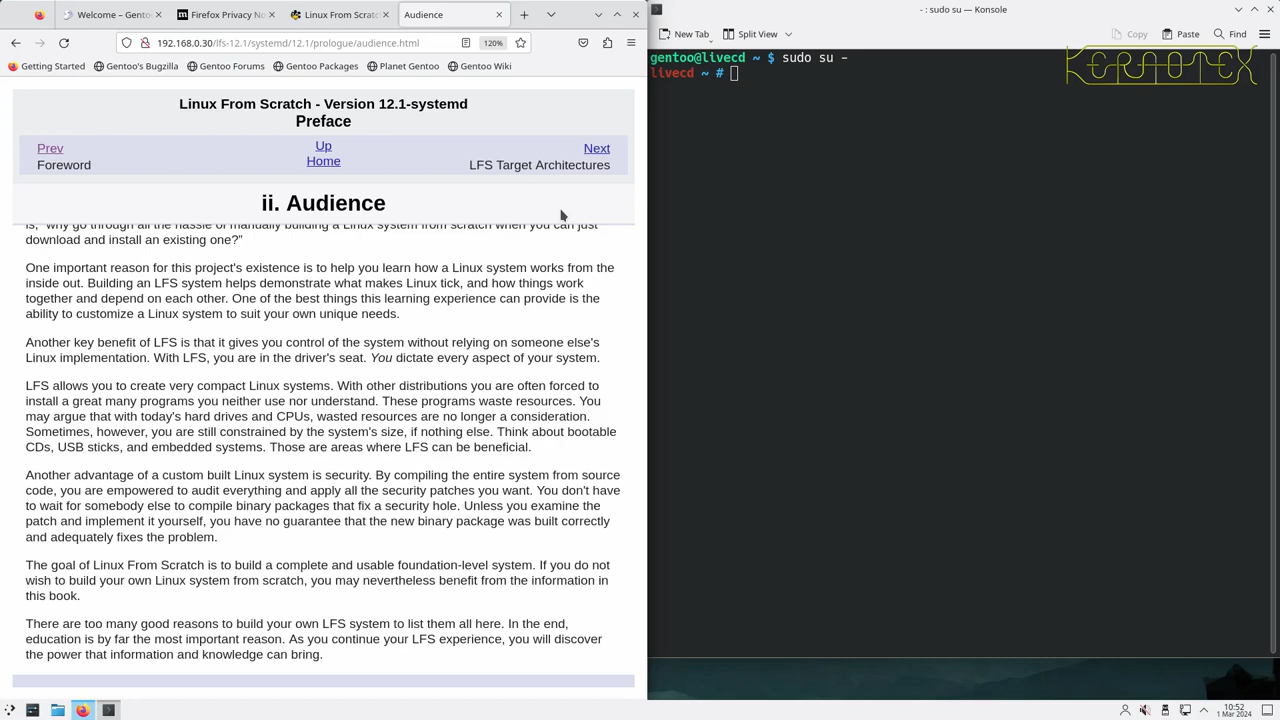 Welcome – Gento
Firefox Privacy No
Linux From Scratc
Audience
- : sudo su — Konsole
192.168.0.30/lfs-12.1/systemd/12.1/prologue/audience.html
120%
New Tab
Split View
Copy
Paste
Find
Getting Started
Gentoo's Bugzilla
Gentoo Forums
Gentoo Packages
Planet Gentoo
Gentoo Wiki
gentoo@livecd ~ $ sudo su -
livecd ~ #
KERNOTEX
Linux From Scratch - Version 12.1-systemd
Preface
Prev
Up
Next
Foreword
Home
LFS Target Architectures
ii. Audience
is, “why go through all the hassle of manually building a Linux system from scratch when you can just
download and install an existing one?”
One important reason for this project's existence is to help you learn how a Linux system works from the
inside out. Building an LFS system helps demonstrate what makes Linux tick, and how things work
together and depend on each other. One of the best things this learning experience can provide is the
ability to customize a Linux system to suit your own unique needs.
Another key benefit of LFS is that it gives you control of the system without relying on someone else's
Linux implementation. With LFS, you are in the driver's seat. You dictate every aspect of your system.
LFS allows you to create very compact Linux systems. With other distributions you are often forced to
install a great many programs you neither use nor understand. These programs waste resources. You
may argue that with today's hard drives and CPUs, wasted resources are no longer a consideration.
Sometimes, however, you are still constrained by the system's size, if nothing else. Think about bootable
CDs, USB sticks, and embedded systems. Those are areas where LFS can be beneficial.
Another advantage of a custom built Linux system is security. By compiling the entire system from source
code, you are empowered to audit everything and apply all the security patches you want. You don't have
to wait for somebody else to compile binary packages that fix a security hole. Unless you examine the
patch and implement it yourself, you have no guarantee that the new binary package was built correctly
and adequately fixes the problem.
The goal of Linux From Scratch is to build a complete and usable foundation-level system. If you do not
wish to build your own Linux system from scratch, you may nevertheless benefit from the information in
this book.
There are too many good reasons to build your own LFS system to list them all here. In the end,
education is by far the most important reason. As you continue your LFS experience, you will discover
the power that information and knowledge can bring.
10:52
1 Mar 2024